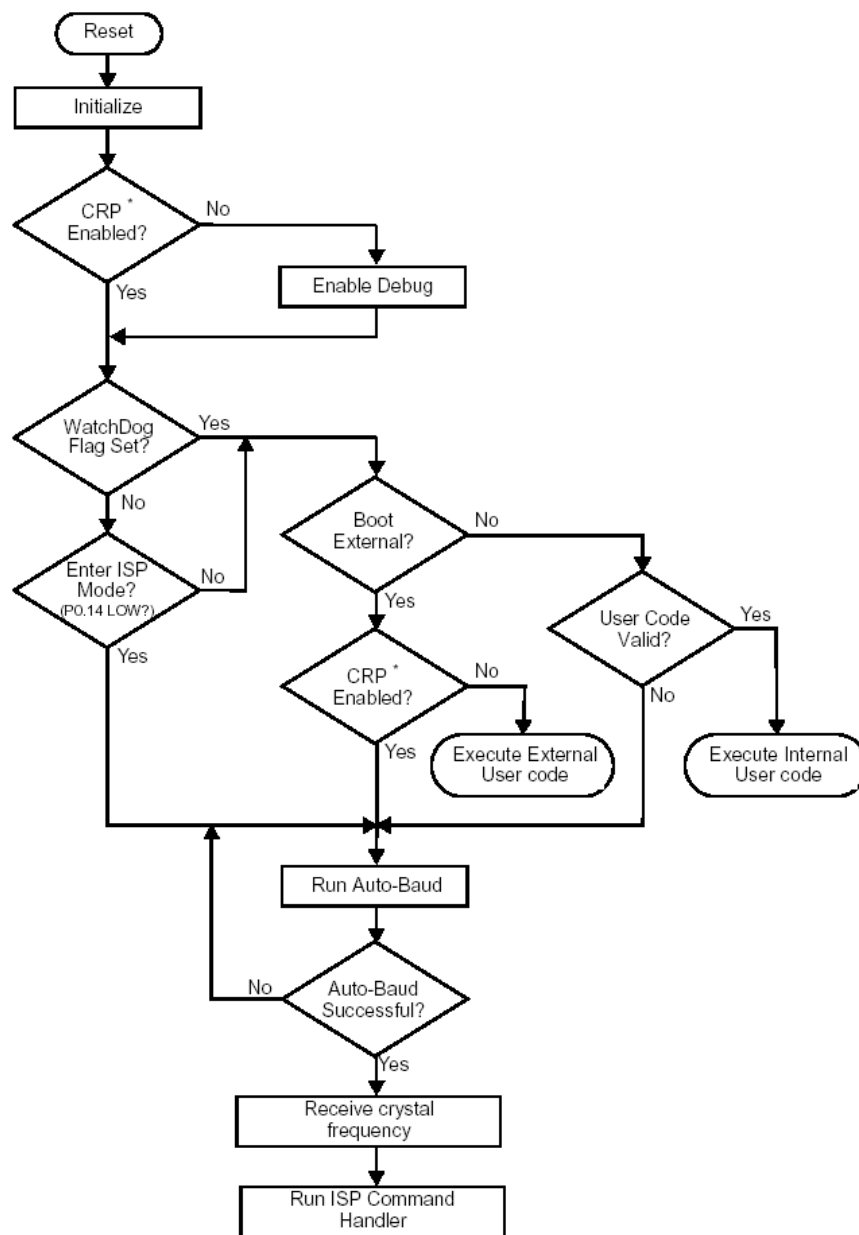 Reset
Initialize
CRP *
Enabled?
No
Yes
Enable Debug
WatchDog
Flag Set?
Yes
No
Boot
External?
No
Yes
Enter ISP
Mode?
(P0.14 LOW?)
No
Yes
User Code
Valid?
Yes
No
CRP *
Enabled?
No
Yes
Execute External
User code
Execute Internal
User code
Run Auto-Baud
Auto-Baud
Successful?
No
Yes
Receive crystal
frequency
Run ISP Command
Handler